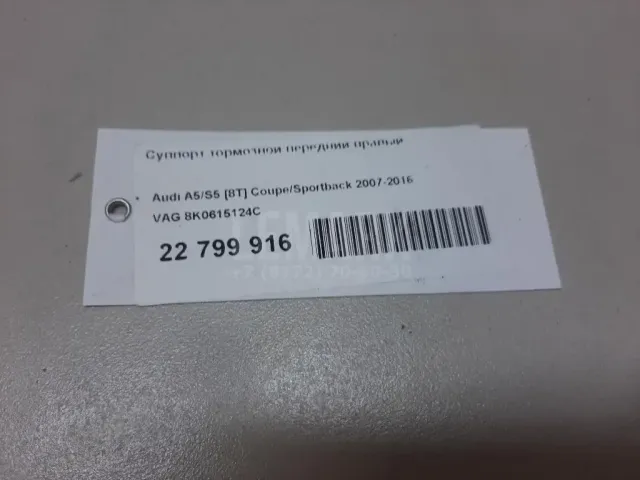 Суппорт тормозной передний правый
Audi A5/S5 [8T] Coupe/Sportback 2007-2016
VAG 8K0615124C
22 799 916